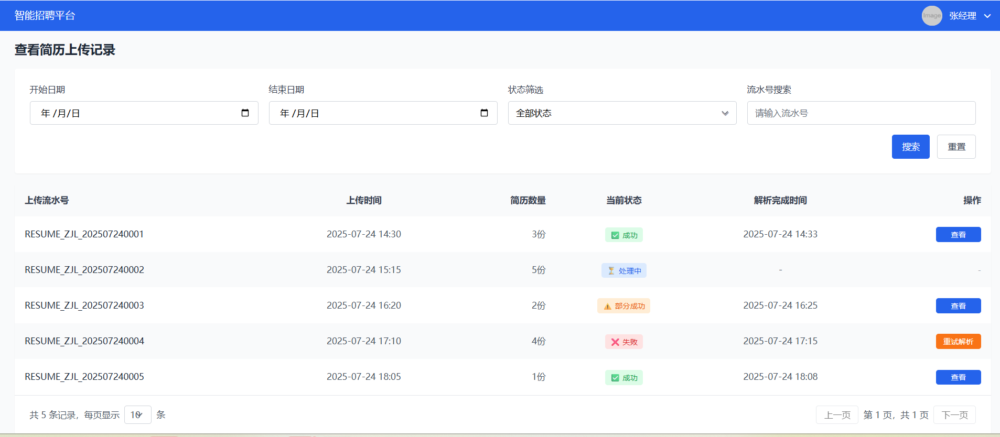 智能招聘平台
Image 张经理
查看简历上传记录
开始日期 结束日期 状态筛选 流水号搜索
年 /月/日 年 /月/日 全部状态 请输入流水号
搜索 重置
上传流水号 上传时间 简历数量 当前状态 解析完成时间 操作
RESUME_ZJL_202507240001 2025-07-24 14:30 3份 成功 2025-07-24 14:33 查看
RESUME_ZJL_202507240002 2025-07-24 15:15 5份 处理中 - -
RESUME_ZJL_202507240003 2025-07-24 16:20 2份 部分成功 2025-07-24 16:25 查看
RESUME_ZJL_202507240004 2025-07-24 17:10 4份 失败 2025-07-24 17:15 重试解析
RESUME_ZJL_202507240005 2025-07-24 18:05 1份 成功 2025-07-24 18:08 查看
共 5 条记录，每页显示 10 条 上一页 第 1 页，共 1 页 下一页